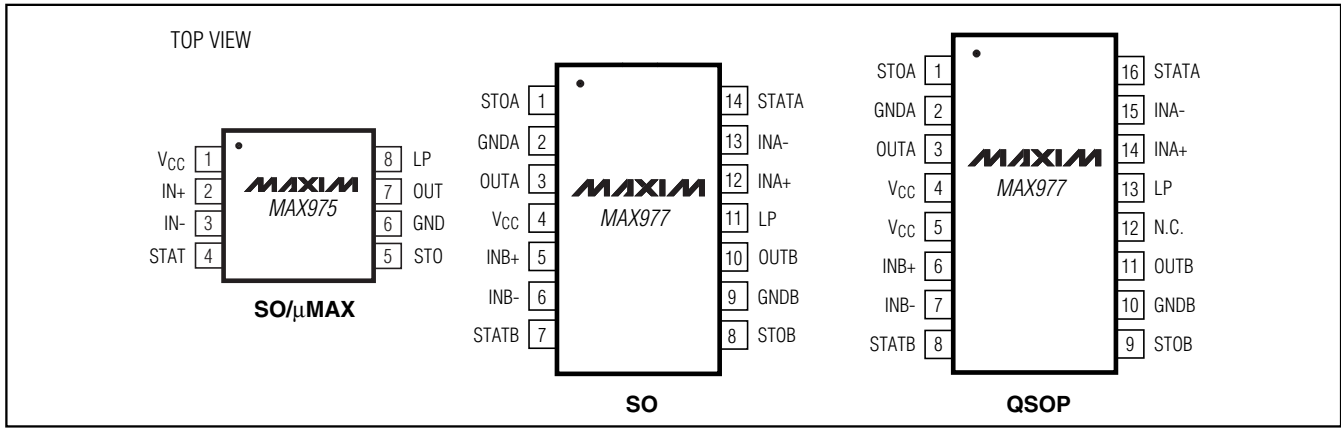 TOP VIEW
VCC 1
IN+ 2
IN- 3
STAT 4
8 LP
7 OUT
6 GND
5 STO
MAXIM
MAX975
SO/μMAX
STOA 1
GNDA 2
OUTA 3
VCC 4
INB+ 5
INB- 6
STATB 7
14 STATA
13 INA-
12 INA+
11 LP
10 OUTB
9 GNDB
8 STOB
MAXIM
MAX977
SO
STOA 1
GNDA 2
OUTA 3
VCC 4
VCC 5
INB+ 6
INB- 7
STATB 8
16 STATA
15 INA-
14 INA+
13 LP
12 N.C.
11 OUTB
10 GNDB
9 STOB
MAXIM
MAX977
QSOP